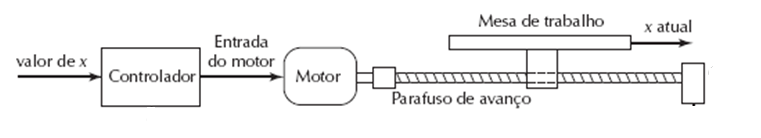 valor de x
Controlador
Entrada
do motor
Motor
Mesa de trabalho
x atual
Parafuso de avanço